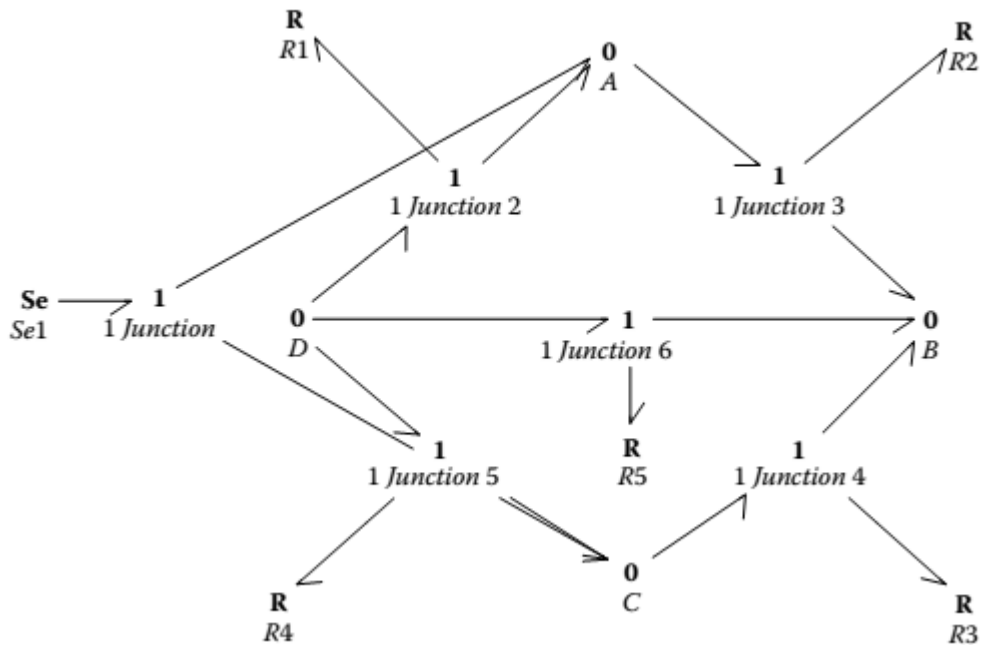 R
R1
0
A
R
R2
1
1 Junction 2
1
1 Junction 3
Se
Se1
1
1 Junction
0
D
1
1 Junction 6
0
B
1
1 Junction 5
R
R5
1
1 Junction 4
R
R4
0
C
R
R3